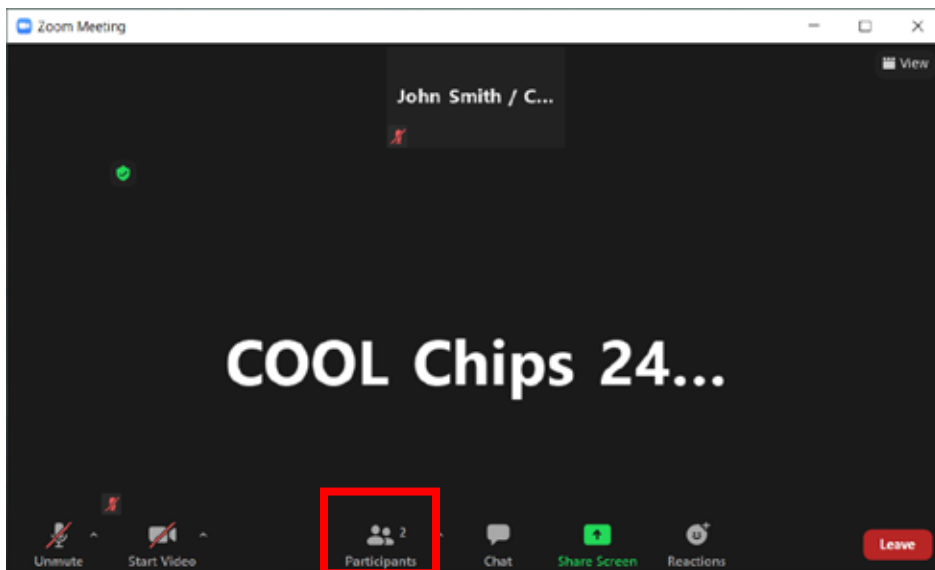 Zoom Meeting
View
John Smith / C...
COOL Chips 24...
2
Unmute
Start Video
Participants
Chat
Share Screen
Reactions
Leave